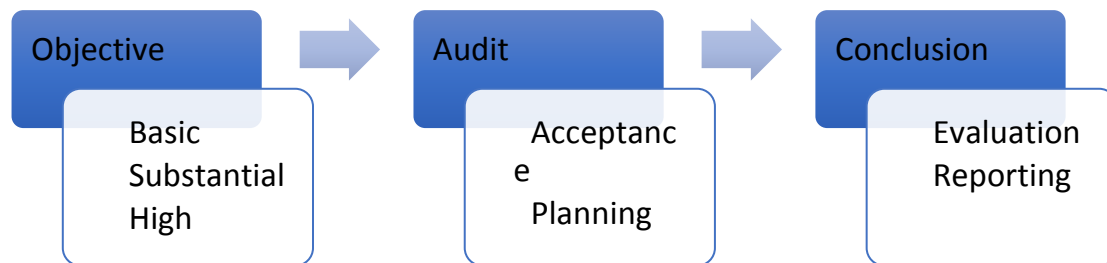 Objective
Basic
Substantial
High
Audit
Acceptanc
e
Planning
Conclusion
Evaluation
Reporting